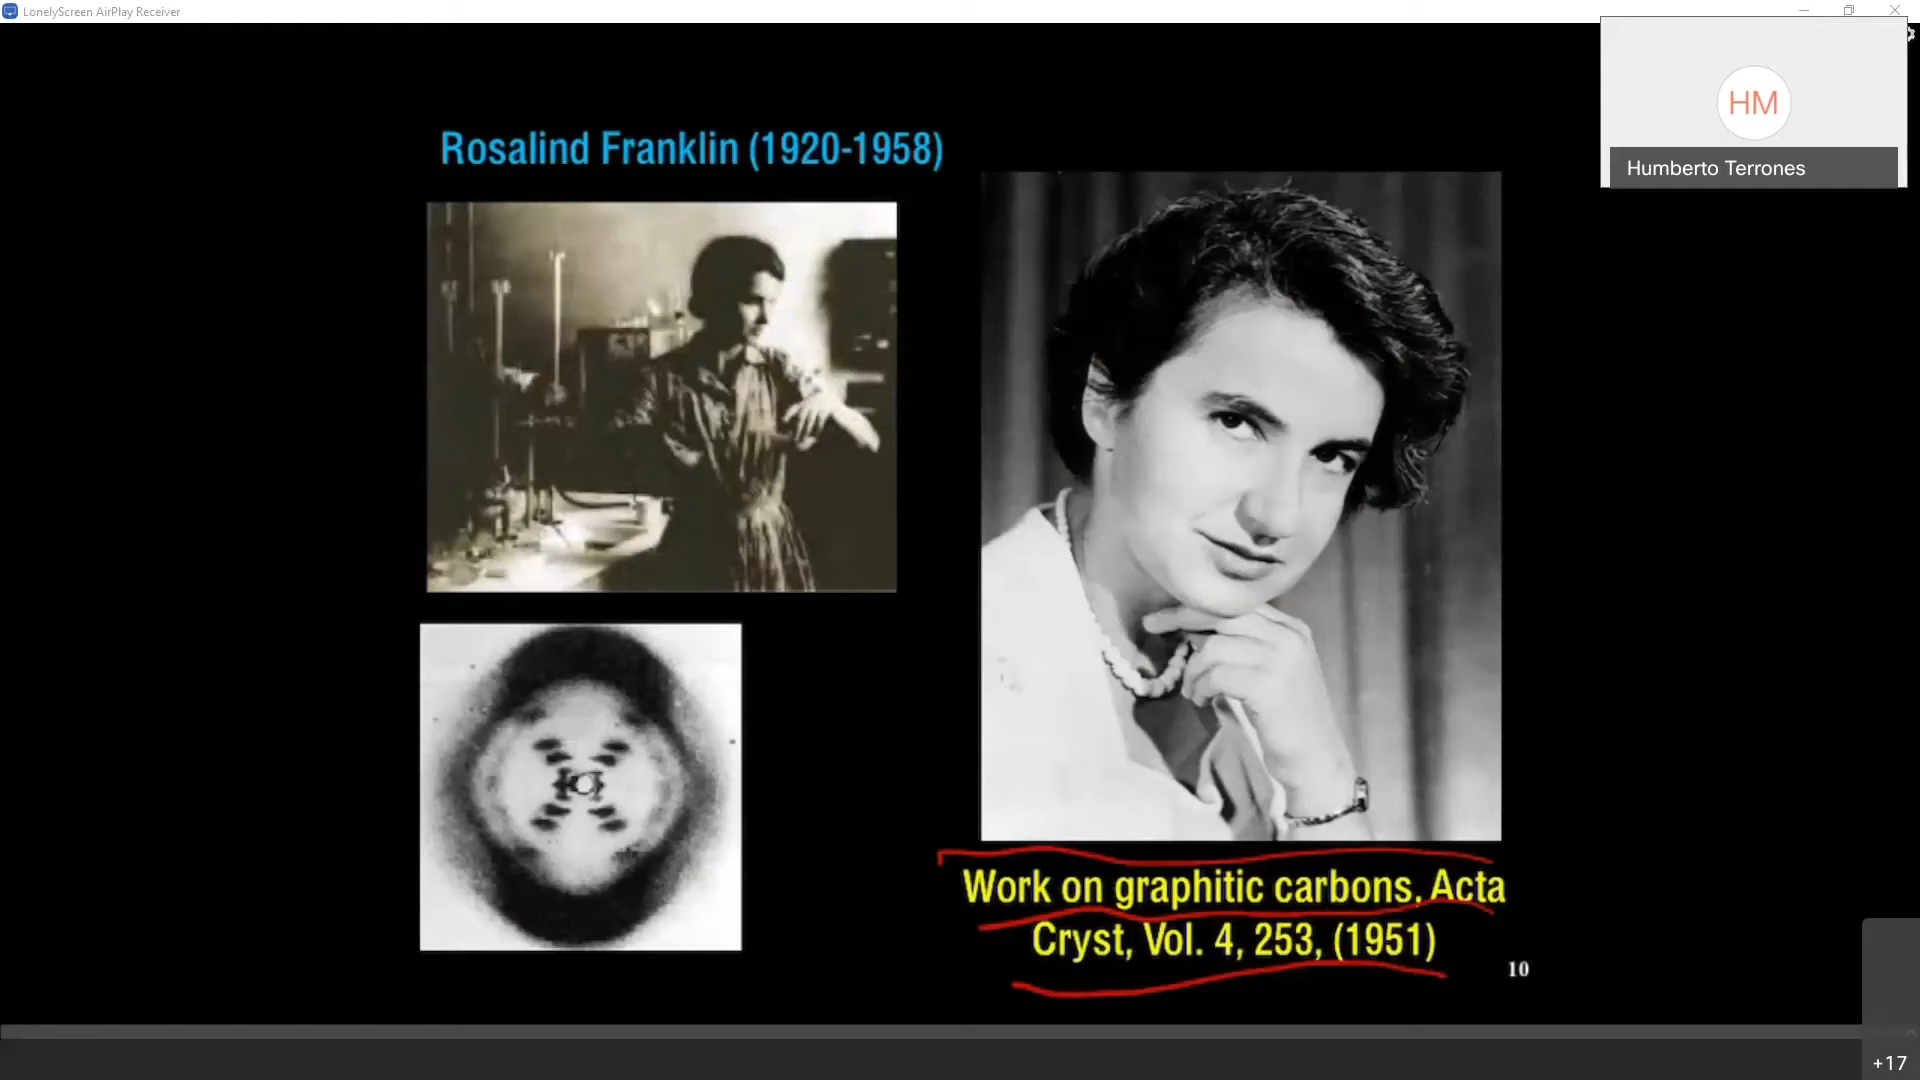 LonelyScreen AirPlay Receiver
HM
Humberto Terrones
Rosalind Franklin (1920-1958)
Work on graphitic carbons, Acta
Cryst, Vol. 4, 253, (1951)
10
+17